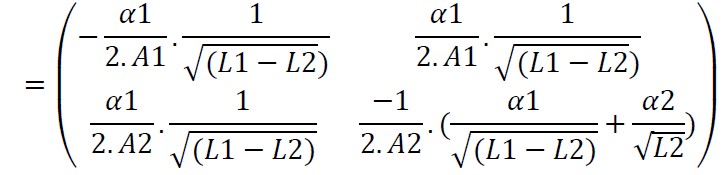 = ( −α1/2.A1 . 1/√(L1 − L2)    α1/2.A1 . 1/√(L1 − L2)
α1/2.A2 . 1/√(L1 − L2)    −1/2.A2 . (α1/√(L1 − L2) + α2/√L2) )